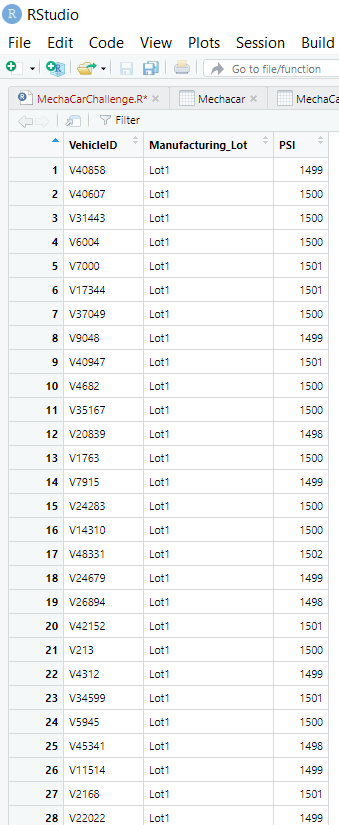 R RStudio
File Edit Code View Plots Session Build
Go to file/function
MechaCarChallenge.R* × Mechacar × MechaCa
Filter
VehicleID Manufacturing_Lot PSI
1 V40858 Lot1 1499
2 V40607 Lot1 1500
3 V31443 Lot1 1500
4 V6004 Lot1 1500
5 V7000 Lot1 1501
6 V17344 Lot1 1501
7 V37049 Lot1 1500
8 V9048 Lot1 1499
9 V40947 Lot1 1501
10 V4682 Lot1 1500
11 V35167 Lot1 1500
12 V20839 Lot1 1498
13 V1763 Lot1 1500
14 V7915 Lot1 1499
15 V24283 Lot1 1500
16 V14310 Lot1 1500
17 V48331 Lot1 1502
18 V24679 Lot1 1499
19 V26894 Lot1 1498
20 V42152 Lot1 1501
21 V213 Lot1 1500
22 V4312 Lot1 1499
23 V34599 Lot1 1501
24 V5945 Lot1 1500
25 V45341 Lot1 1498
26 V11514 Lot1 1499
27 V2168 Lot1 1501
28 V22022 Lot1 1499